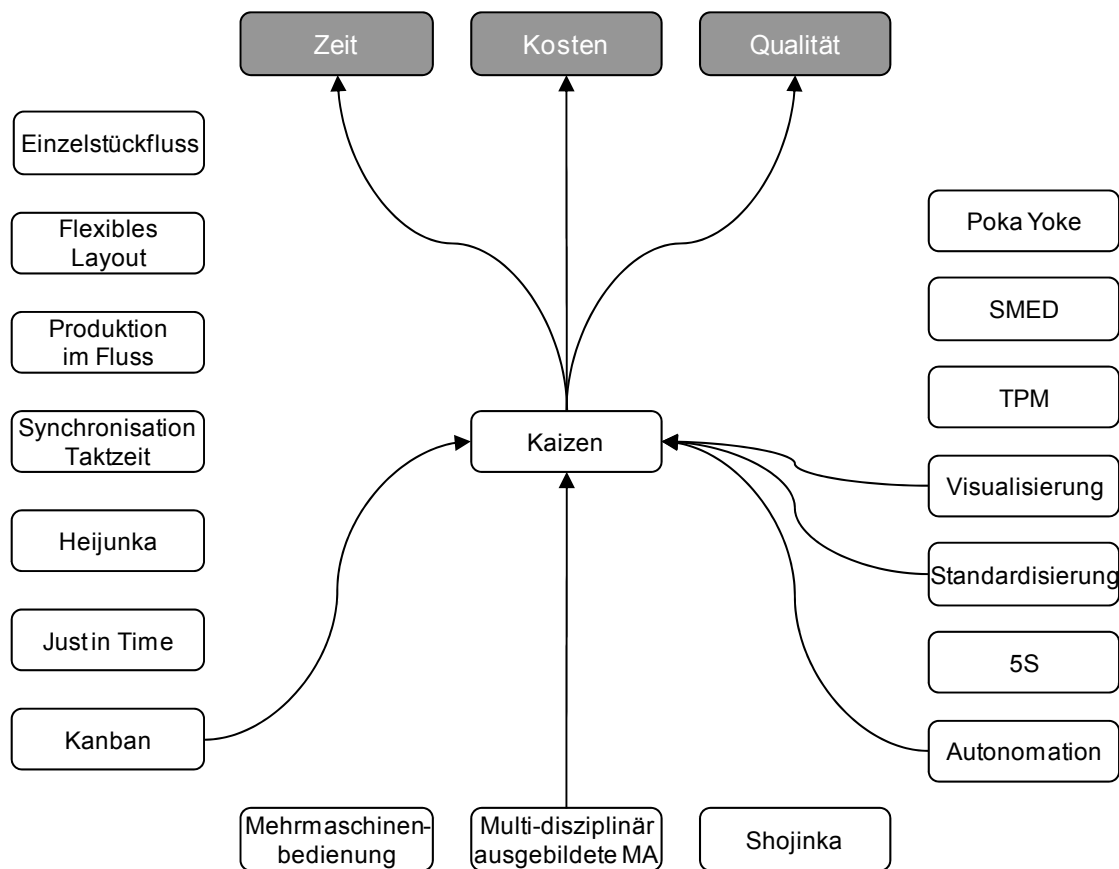 Zeit
Kosten
Qualität
Einzelstückfluss
Flexibles
Layout
Produktion
im Fluss
Synchronisation
Taktzeit
Heijunka
Just in Time
Kanban
Kaizen
Poka Yoke
SMED
TPM
Visualisierung
Standardisierung
5S
Autonomation
Mehrmaschinen-
bedienung
Multi-disziplinär
ausgebildete MA
Shojinka